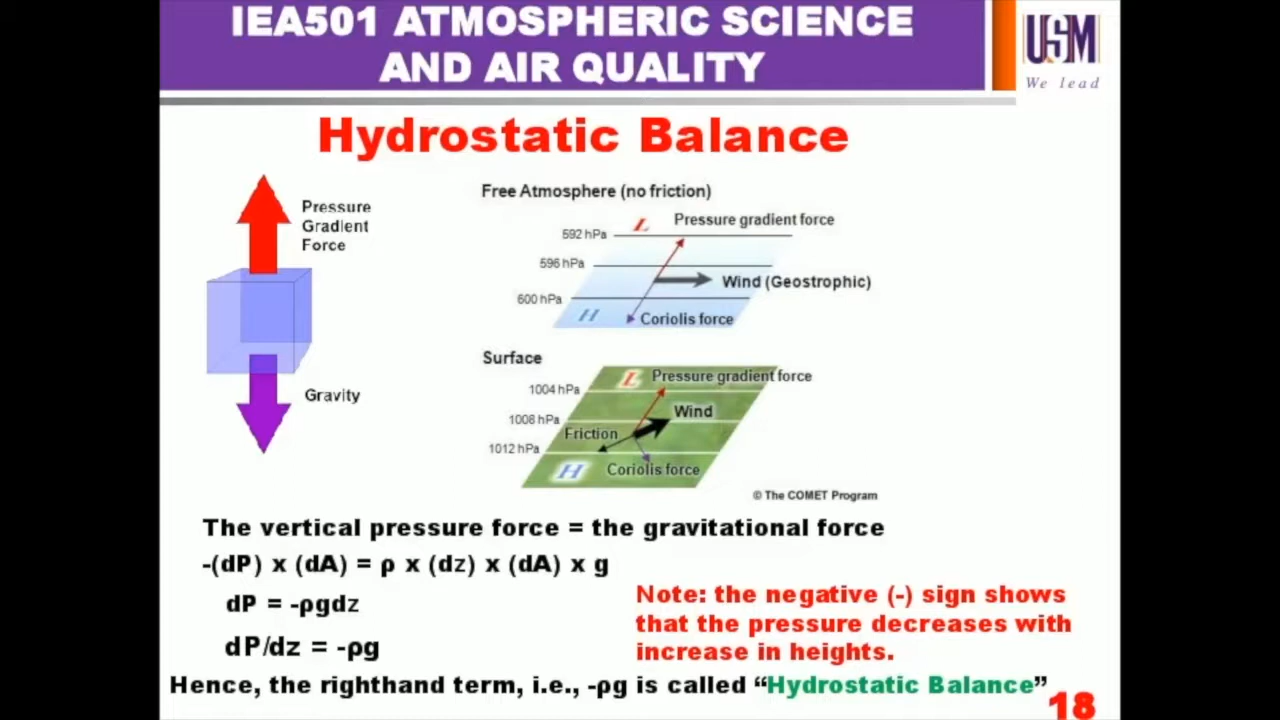 IEA501 ATMOSPHERIC SCIENCE
AND AIR QUALITY
USM
We lead
Hydrostatic Balance
Pressure
Gradient
Force
Gravity
Free Atmosphere (no friction)
L
Pressure gradient force
592 hPa
596 hPa
Wind (Geostrophic)
600 hPa
H
Coriolis force
Surface
L
Pressure gradient force
1004 hPa
Wind
1008 hPa
Friction
1012 hPa
H
Coriolis force
© The COMET Program
The vertical pressure force = the gravitational force
-(dP) x (dA) = ρ x (dz) x (dA) x g
dP = -ρgdz
dP/dz = -ρg
Note: the negative (-) sign shows
that the pressure decreases with
increase in heights.
Hence, the righthand term, i.e., -ρg is called “Hydrostatic Balance”
18